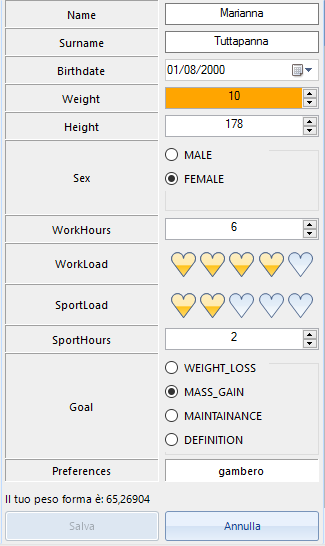 Name Marianna
Surname Tuttapanna
Birthdate 01/08/2000
Weight 10
Height 178
Sex MALE
FEMALE
WorkHours 6
WorkLoad
SportLoad
SportHours 2
Goal WEIGHT_LOSS
MASS_GAIN
MAINTAINANCE
DEFINITION
Preferences gambero
Il tuo peso forma è: 65,26904
Salva Annulla